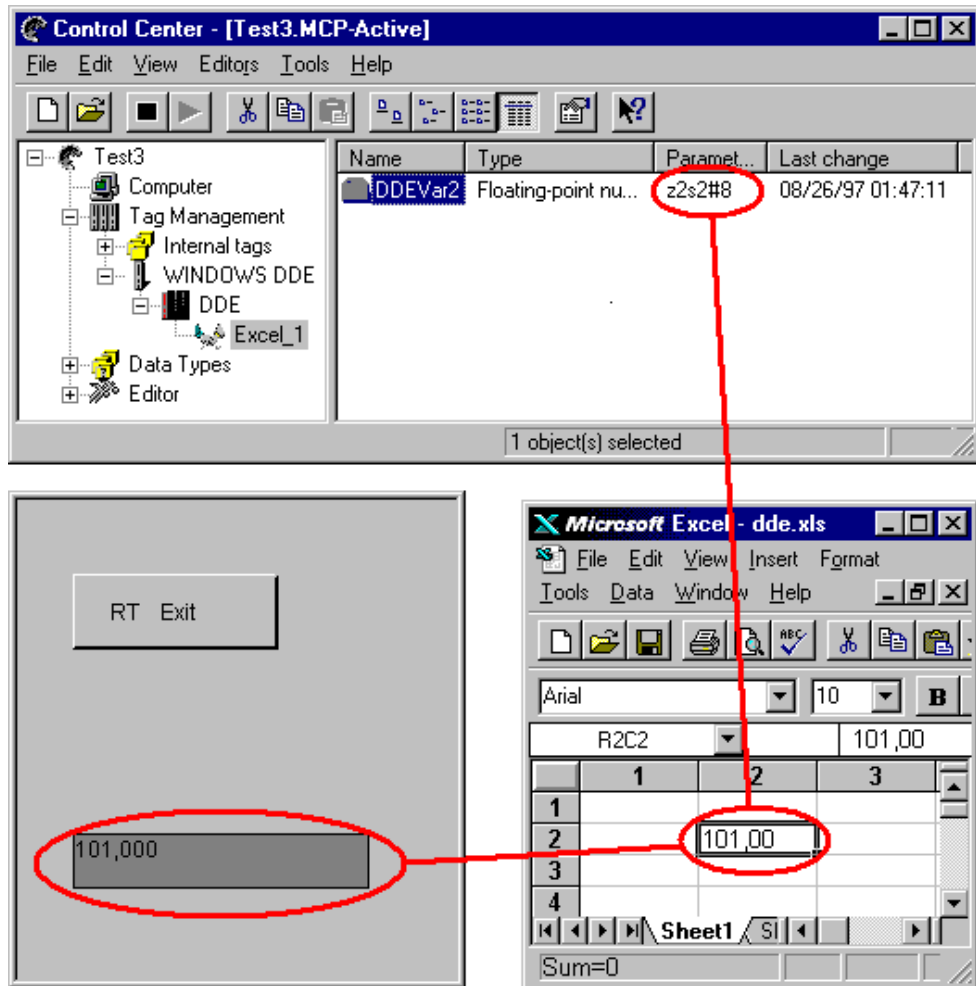 Control Center - [Test3.MCP-Active]
File Edit View Editors Tools Help
Test3
Computer
Tag Management
Internal tags
WINDOWS DDE
DDE
Excel_1
Data Types
Editor
Name Type Paramet... Last change
DDEVar2 Floating-point nu... z2s2#8 08/26/97 01:47:11
1 object(s) selected
RT Exit
101,000
Microsoft Excel - dde.xls
File Edit View Insert Format
Tools Data Window Help
Arial 10 B
R2C2 101,00
1 2 3
1
2 101,00
3
4
Sheet1
Sum=0